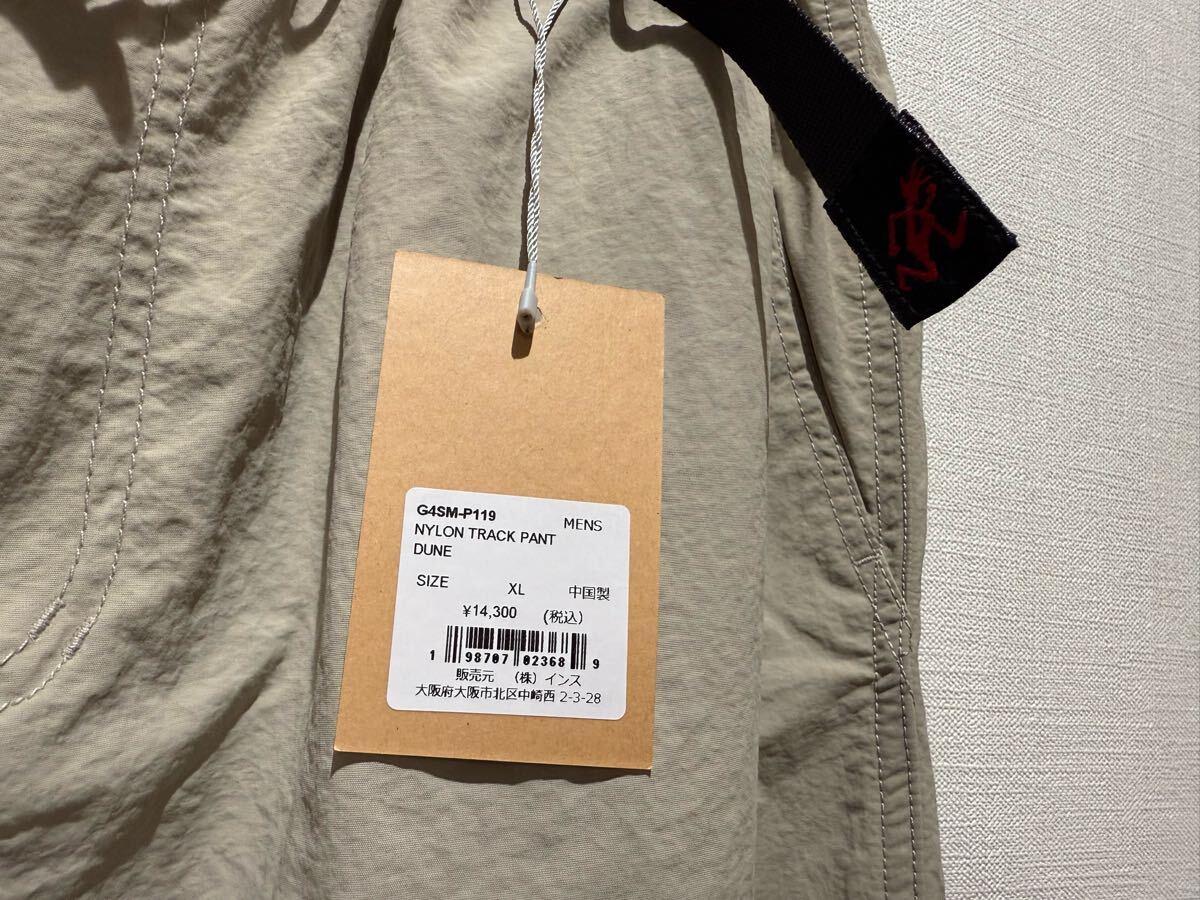 G4SM-P119 MENS
NYLON TRACK PANT
DUNE
SIZE XL 中国製
¥14,300 (税込)
1 98707 02368 9
販売元 (株) インス
大阪府大阪市北区中崎西 2-3-28